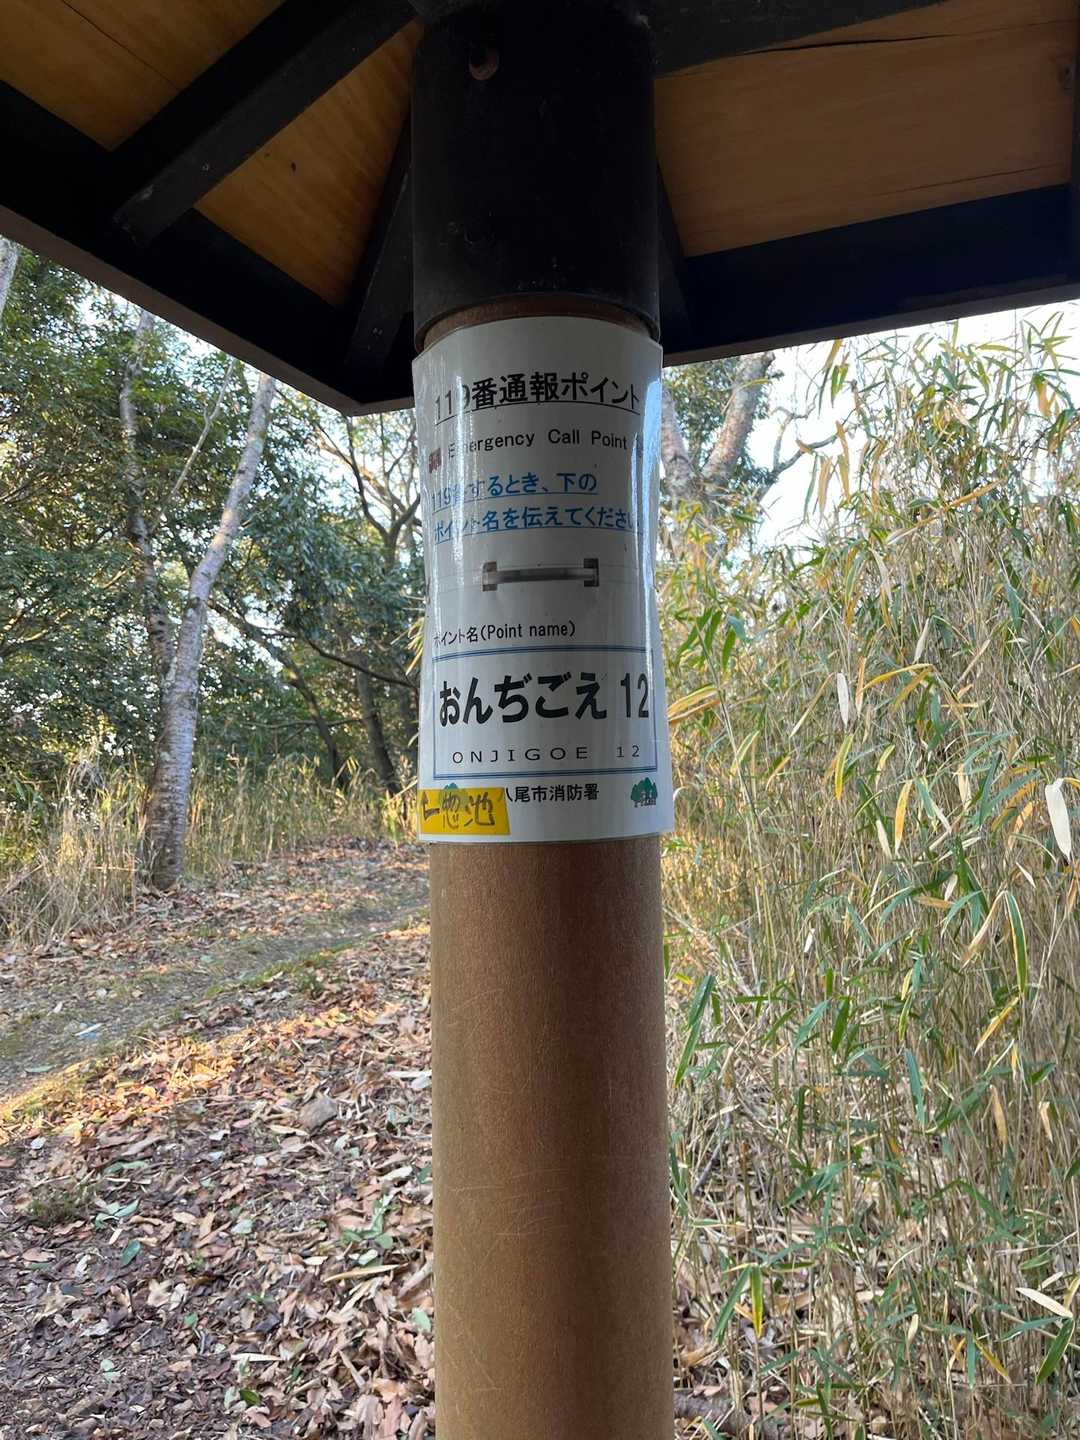 119番通報ポイント
Emergency Call Point
119番するとき、下の
ポイント名を伝えてください
ポイント名(Point name)
おんぢごえ 12
ONJIGOE 12
八尾市消防署
惣池